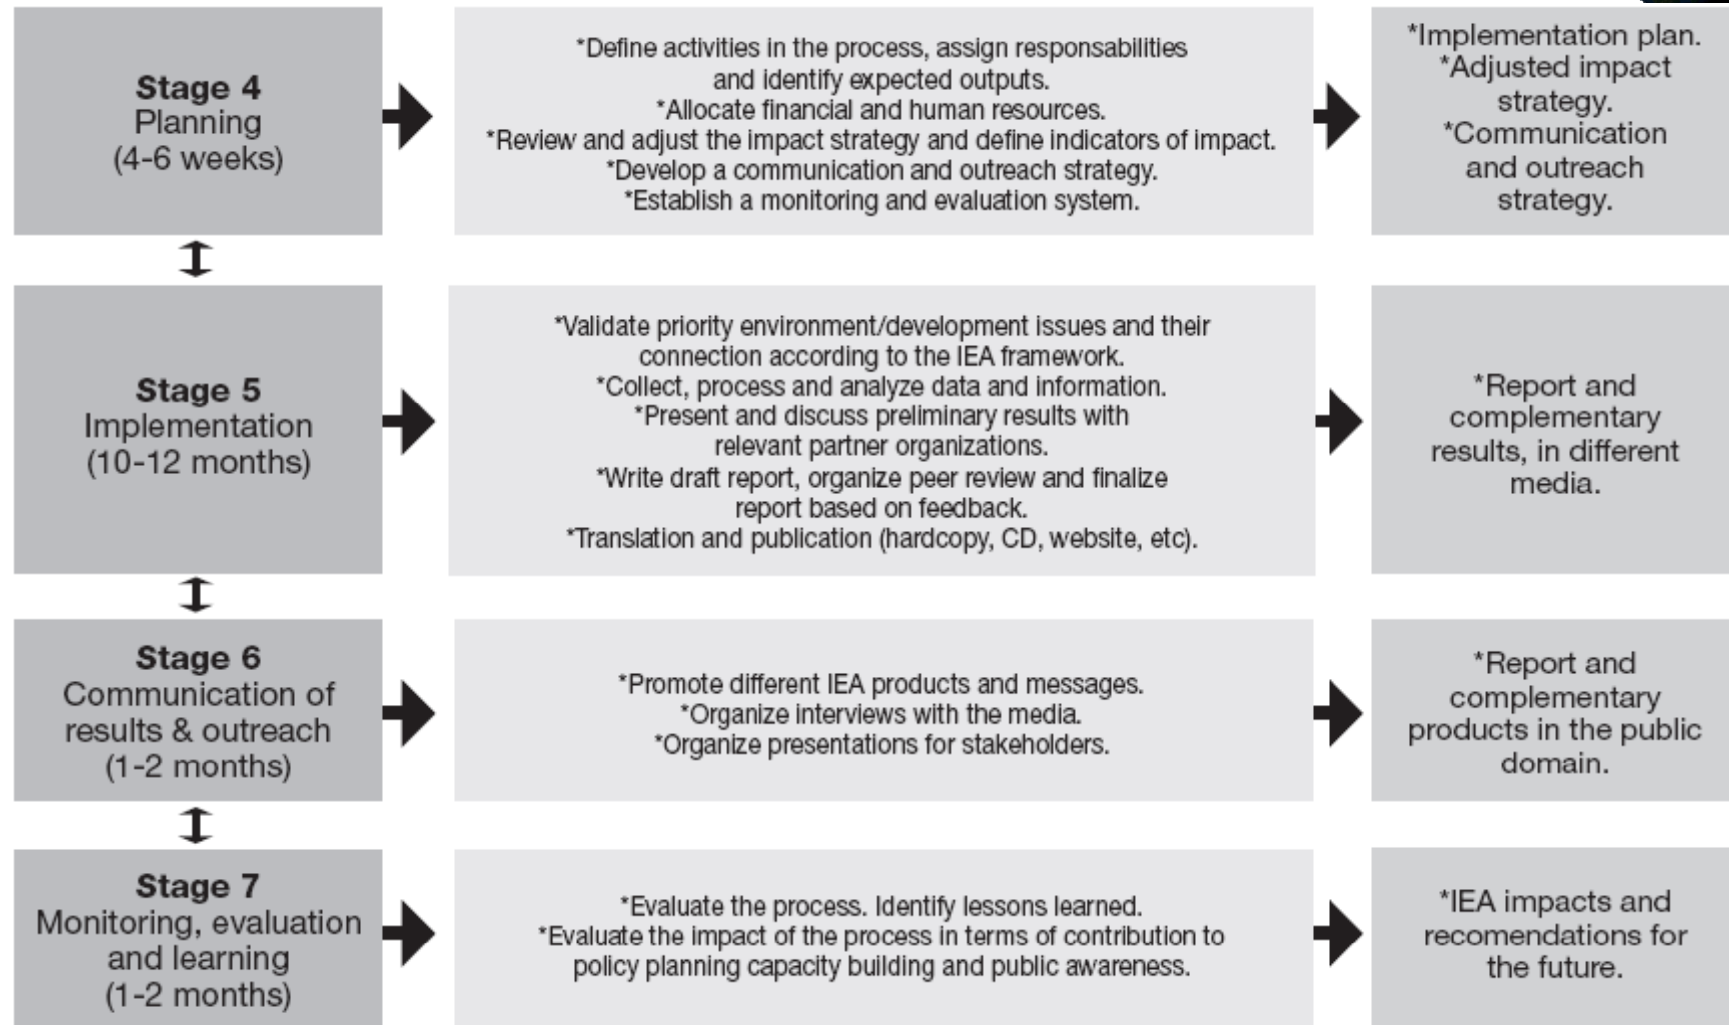 Stage 4
Planning
(4-6 weeks)
*Define activities in the process, assign responsabilities
and identify expected outputs.
*Allocate financial and human resources.
*Review and adjust the impact strategy and define indicators of impact.
*Develop a communication and outreach strategy.
*Establish a monitoring and evaluation system.
*Implementation plan.
*Adjusted impact
strategy.
*Communication
and outreach
strategy.
Stage 5
Implementation
(10-12 months)
*Validate priority environment/development issues and their
connection according to the IEA framework.
*Collect, process and analyze data and information.
*Present and discuss preliminary results with
relevant partner organizations.
*Write draft report, organize peer review and finalize
report based on feedback.
*Translation and publication (hardcopy, CD, website, etc).
*Report and
complementary
results, in different
media.
Stage 6
Communication of
results & outreach
(1-2 months)
*Promote different IEA products and messages.
*Organize interviews with the media.
*Organize presentations for stakeholders.
*Report and
complementary
products in the public
domain.
Stage 7
Monitoring, evaluation
and learning
(1-2 months)
*Evaluate the process. Identify lessons learned.
*Evaluate the impact of the process in terms of contribution to
policy planning capacity building and public awareness.
*IEA impacts and
recomendations for
the future.